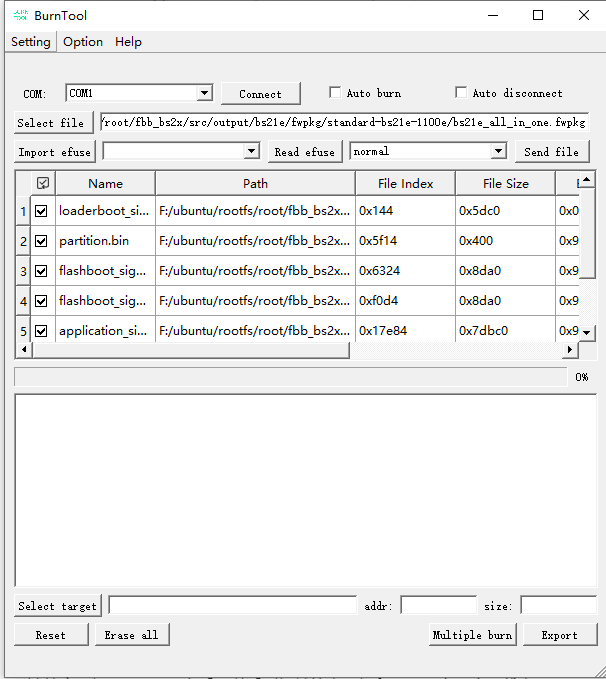 BurnTool
Setting Option Help
COM: COM1 Connect Auto burn Auto disconnect
Select file /root/fbb_bs2x/src/output/bs21e/fwpkg/standard-bs21e-1100e/bs21e_all_in_one.fwpkg
Import efuse Read efuse normal Send file
Name Path File Index File Size
1 loaderboot_si... F:/ubuntu/rootfs/root/fbb_bs2x... 0x144 0x5dc0 0x0
2 partition.bin F:/ubuntu/rootfs/root/fbb_bs2x... 0x5f14 0x400 0x9
3 flashboot_sig... F:/ubuntu/rootfs/root/fbb_bs2x... 0x6324 0x8da0 0x9
4 flashboot_sig... F:/ubuntu/rootfs/root/fbb_bs2x... 0xf0d4 0x8da0 0x9
5 application_si... F:/ubuntu/rootfs/root/fbb_bs2x... 0x17e84 0x7dbc0 0x9
0%
Select target addr: size:
Reset Erase all Multiple burn Export